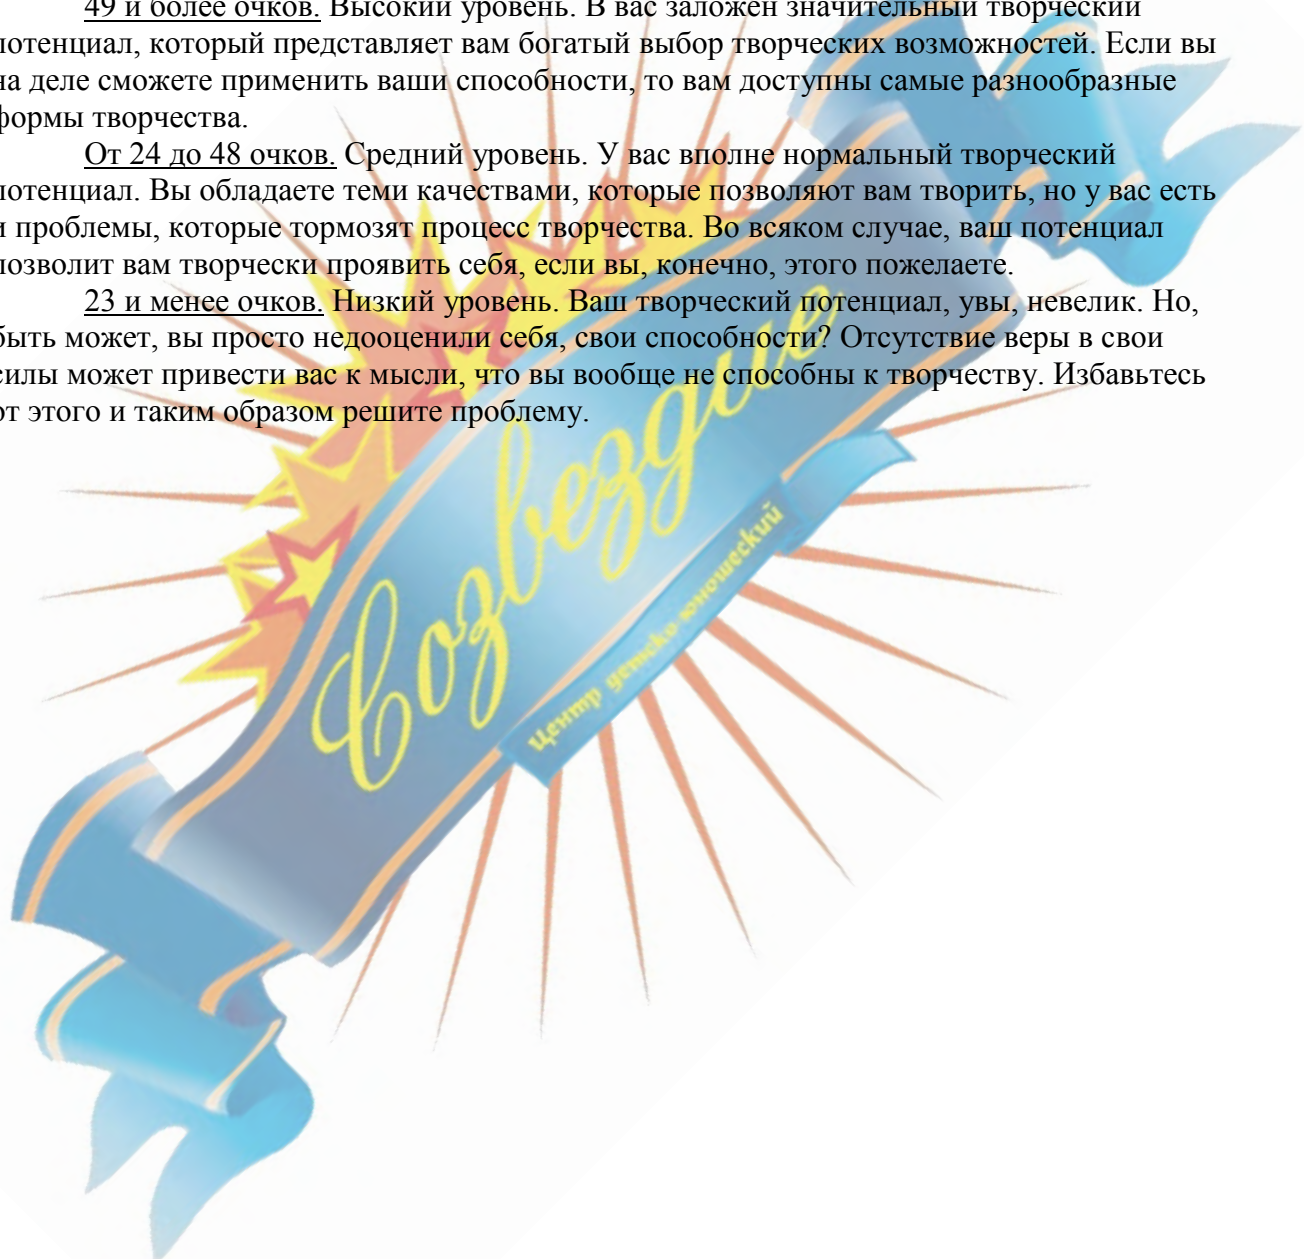 49 и более очков. Высокий уровень. В вас заложен значительный творческий
потенциал, который представляет вам богатый выбор творческих возможностей. Если вы
на деле сможете применить ваши способности, то вам доступны самые разнообразные
формы творчества.
От 24 до 48 очков. Средний уровень. У вас вполне нормальный творческий
потенциал. Вы обладаете теми качествами, которые позволяют вам творить, но у вас есть
и проблемы, которые тормозят процесс творчества. Во всяком случае, ваш потенциал
позволит вам творчески проявить себя, если вы, конечно, этого пожелаете.
23 и менее очков. Низкий уровень. Ваш творческий потенциал, увы, невелик. Но,
быть может, вы просто недооценили себя, свои способности? Отсутствие веры в свои
силы может привести вас к мысли, что вы вообще не способны к творчеству. Избавьтесь
от этого и таким образом решите проблему.
Созвездие
Центр детско-юношеский